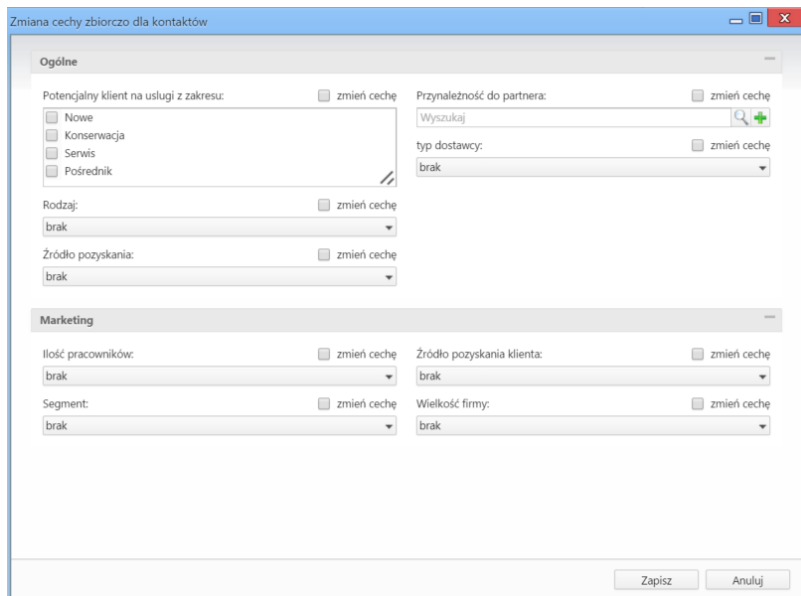 Zmiana cechy zbiorczo dla kontaktów
Ogólne
Potencjalny klient na usługi z zakresu: zmień cechę
Nowe
Konserwacja
Serwis
Pośrednik
Rodzaj: zmień cechę
brak
Źródło pozyskania: zmień cechę
brak
Przynależność do partnera: zmień cechę
Wyszukaj
typ dostawcy: zmień cechę
brak
Marketing
Ilość pracowników: zmień cechę
brak
Segment: zmień cechę
brak
Źródło pozyskania klienta: zmień cechę
brak
Wielkość firmy: zmień cechę
brak
Zapisz Anuluj